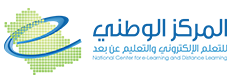 المركز الوطني
للتعلم الإلكتروني والتعليم عن بعد
National Center for e-Learning and Distance Learning